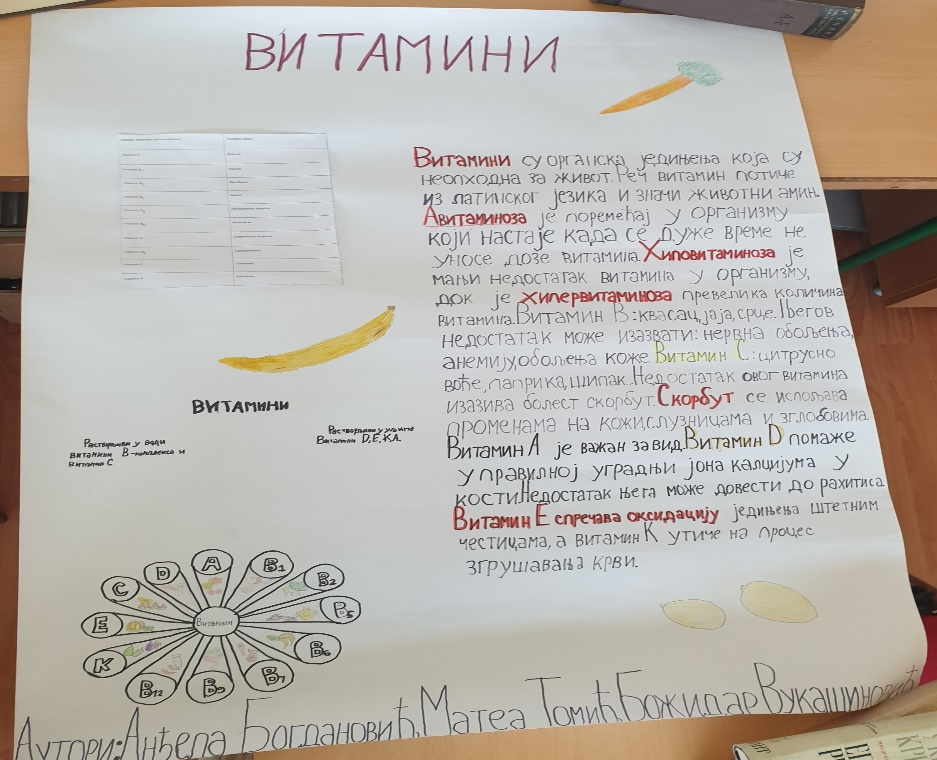 ВИТАМИНИ
Витамини су органска једињења која су
неопходна за живот. Реч витамин потиче
из латинског језика и значи животни амин.
Авитаминоза је поремећај у организму
који настаје када се дуже време не
уносе дозе витамина. Хиповитаминоза је
мањи недостатак витамина у организму,
док је хипервитаминоза превелика количина
витамина. Витамин B: квасац, јаја, срце. Његов
недостатак може изазвати: нервна обољења,
анемију, обољења коже. Витамин C: цитрусно
воће, паприка, шипак. Недостатак овог витамина
изазива болест скорбут. Скорбут се испољава
променама на кожи, слузницама и зглобовима.
Витамин A је важан за вид. Витамин D помаже
у правилној уградњи јона калцијума у
кости. Недостатак њега може довести до рахитиса
Витамин E спречава оксидацију једињења штетним
честицама, а витамин K утиче на процес
згрушавања крви.
ВИТАМИНИ
Растворљиви у води
витамини B-комплекса и
витамин C
Растворљиви у уљима
Витамини D, E, K A.
Витамини
A
B1
B2
B5
B6
B7
B9
B12
K
E
C
D
Аутори: Анђела Богдановић, Матеа Томић, Божидар Вукашиновић